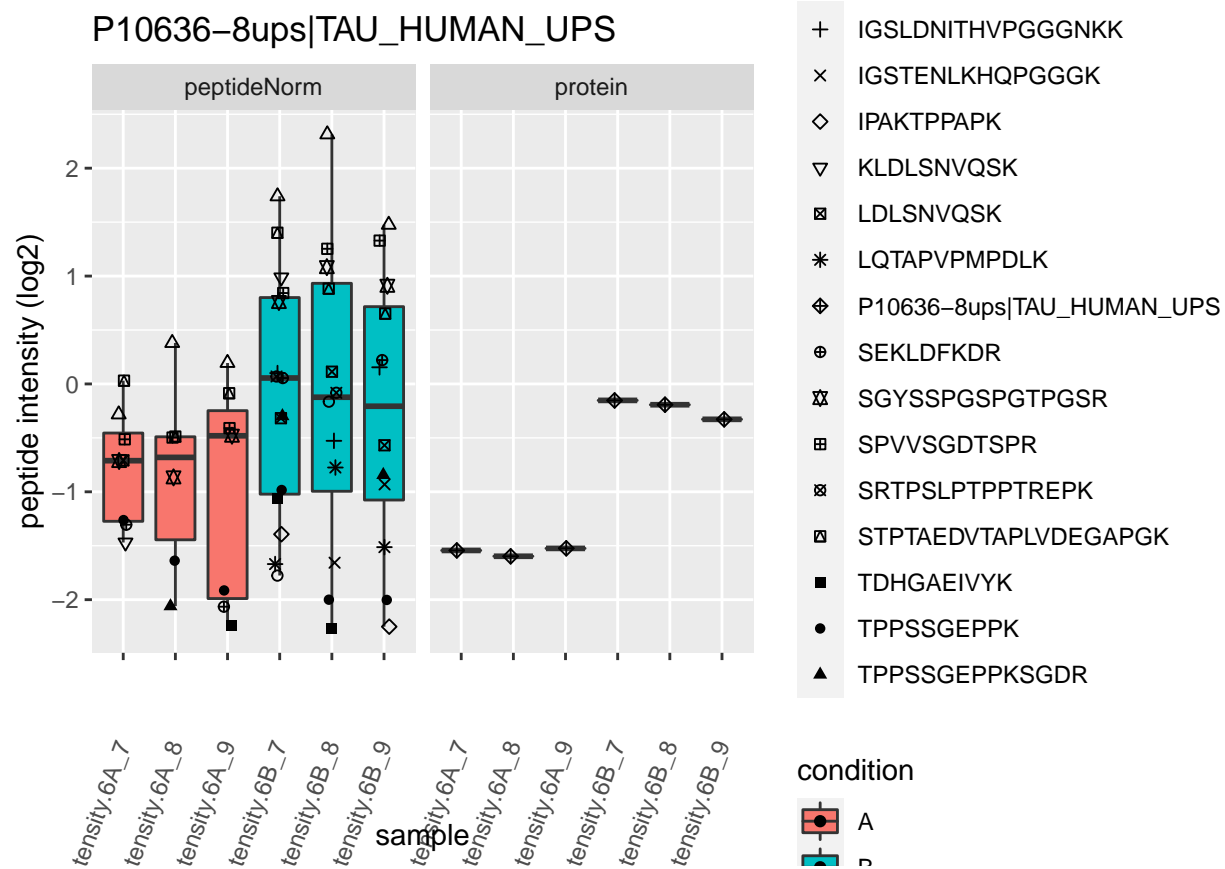 P10636−8ups|TAU_HUMAN_UPS
peptideNorm
protein
peptide intensity (log2)
2
1
0
−1
−2
tensity.6A_7
tensity.6A_8
tensity.6A_9
tensity.6B_7
tensity.6B_8
tensity.6B_9
tensity.6A_7
tensity.6A_8
tensity.6A_9
tensity.6B_7
tensity.6B_8
tensity.6B_9
sample
IGSLDNITHVPGGGNKK
IGSTENLKHQPGGGK
IPAKTPPAPK
KLDLSNVQSK
LDLSNVQSK
LQTAPVPMPDLK
P10636−8ups|TAU_HUMAN_UPS
SEKLDFKDR
SGYSSPGSPGTPGSR
SPVVSGDTSPR
SRTPSLPTPPTREPK
STPTAEDVTAPLVDEGAPGK
TDHGAEIVYK
TPPSSGEPPK
TPPSSGEPPKSGDR
condition
A
B